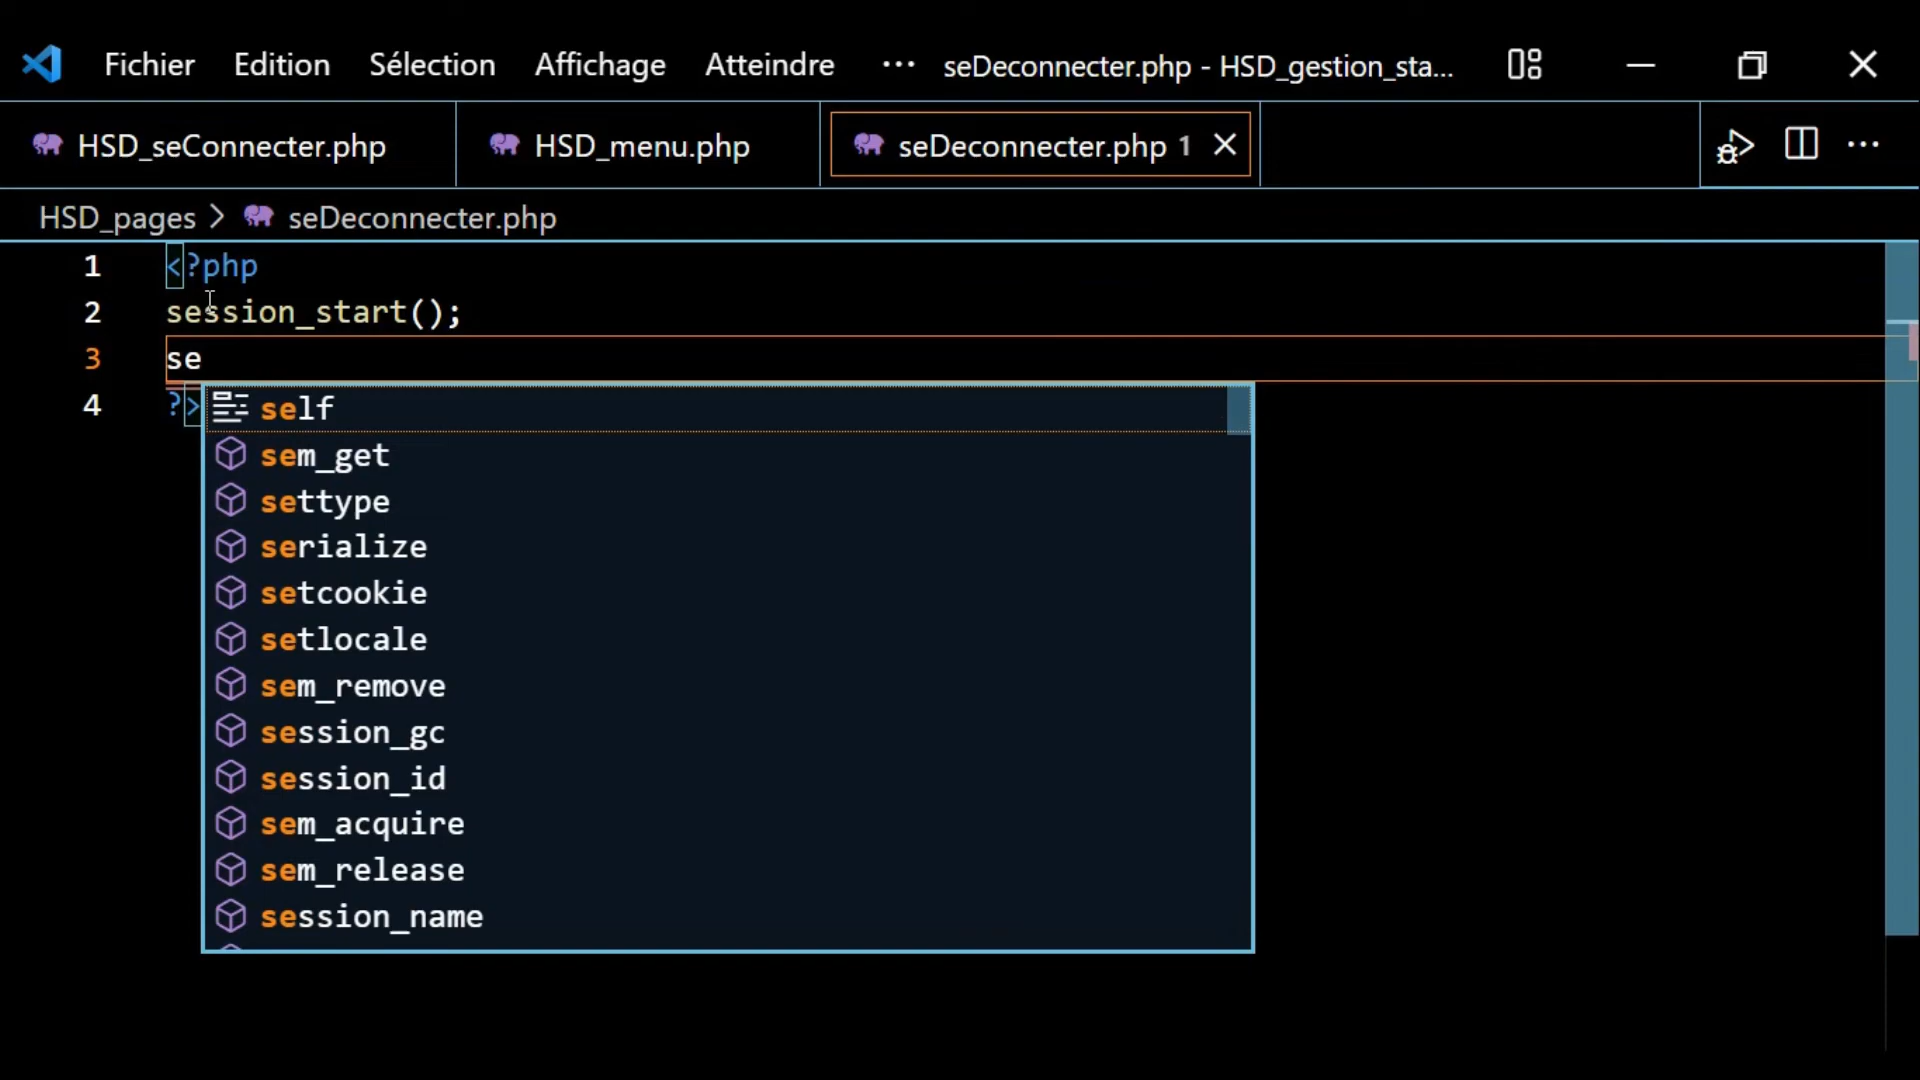 Fichier Edition Sélection Affichage Atteindre ··· seDeconnecter.php - HSD_gestion_sta...
HSD_seConnecter.php HSD_menu.php seDeconnecter.php 1
HSD_pages > seDeconnecter.php
1 <?php
2 session_start();
3 se
4 ?>
self
sem_get
settype
serialize
setcookie
setlocale
sem_remove
session_gc
session_id
sem_acquire
sem_release
session_name